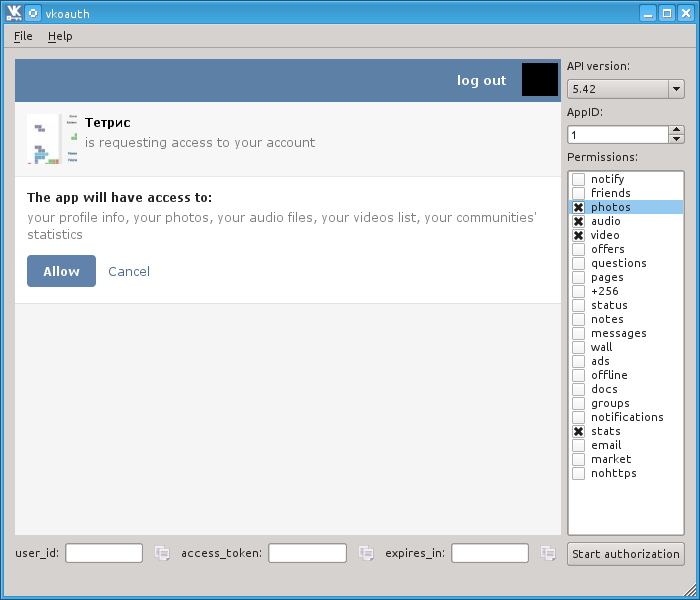 vkoauth
File Help
log out
Тетрис
is requesting access to your account
The app will have access to:
your profile info, your photos, your audio files, your videos list, your communities'
statistics
Allow Cancel
API version:
5.42
AppID:
1
Permissions:
notify
friends
photos
audio
video
offers
questions
pages
+256
status
notes
messages
wall
ads
offline
docs
groups
notifications
stats
email
market
nohttps
user_id: access_token: expires_in: Start authorization